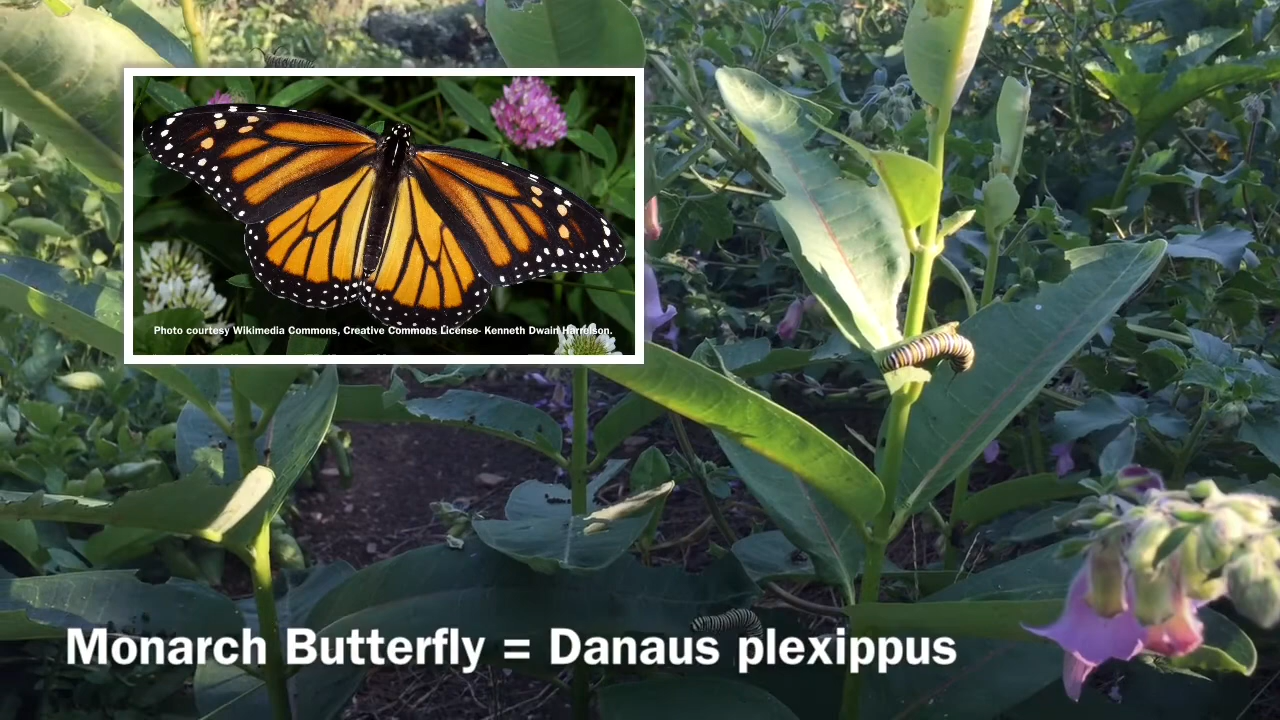 Photo courtesy Wikimedia Commons, Creative Commons License- Kenneth Dwain Harrelson.
Monarch Butterfly = Danaus plexippus